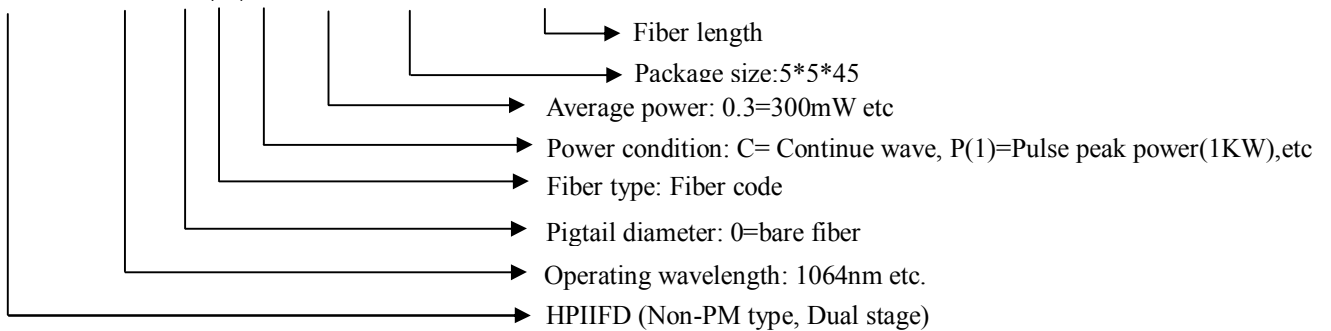 Fiber length
Package size:5*5*45
Average power: 0.3=300mW etc
Power condition: C= Continue wave, P(1)=Pulse peak power(1KW),etc
Fiber type: Fiber code
Pigtail diameter: 0=bare fiber
Operating wavelength: 1064nm etc.
HPIIFD (Non-PM type, Dual stage)